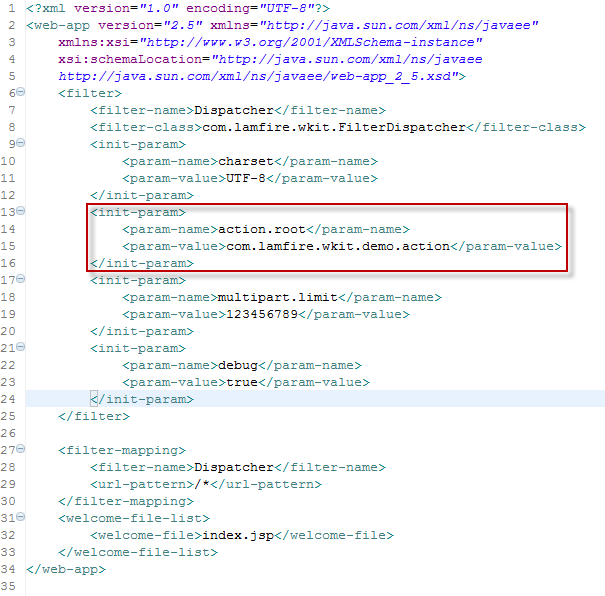 1 <?xml version="1.0" encoding="UTF-8"?>
2 <web-app version="2.5" xmlns="http://java.sun.com/xml/ns/javaee"
3 xmlns:xsi="http://www.w3.org/2001/XMLSchema-instance"
4 xsi:schemaLocation="http://java.sun.com/xml/ns/javaee
5 http://java.sun.com/xml/ns/javaee/web-app_2_5.xsd">
6 <filter>
7 <filter-name>Dispatcher</filter-name>
8 <filter-class>com.lamfire.wkit.FilterDispatcher</filter-class>
9 <init-param>
10 <param-name>charset</param-name>
11 <param-value>UTF-8</param-value>
12 </init-param>
13 <init-param>
14 <param-name>action.root</param-name>
15 <param-value>com.lamfire.wkit.demo.action</param-value>
16 </init-param>
17 <init-param>
18 <param-name>multipart.limit</param-name>
19 <param-value>123456789</param-value>
20 </init-param>
21 <init-param>
22 <param-name>debug</param-name>
23 <param-value>true</param-value>
24 </init-param>
25 </filter>
26
27 <filter-mapping>
28 <filter-name>Dispatcher</filter-name>
29 <url-pattern>/*</url-pattern>
30 </filter-mapping>
31 <welcome-file-list>
32 <welcome-file>index.jsp</welcome-file>
33 </welcome-file-list>
34 </web-app>
35